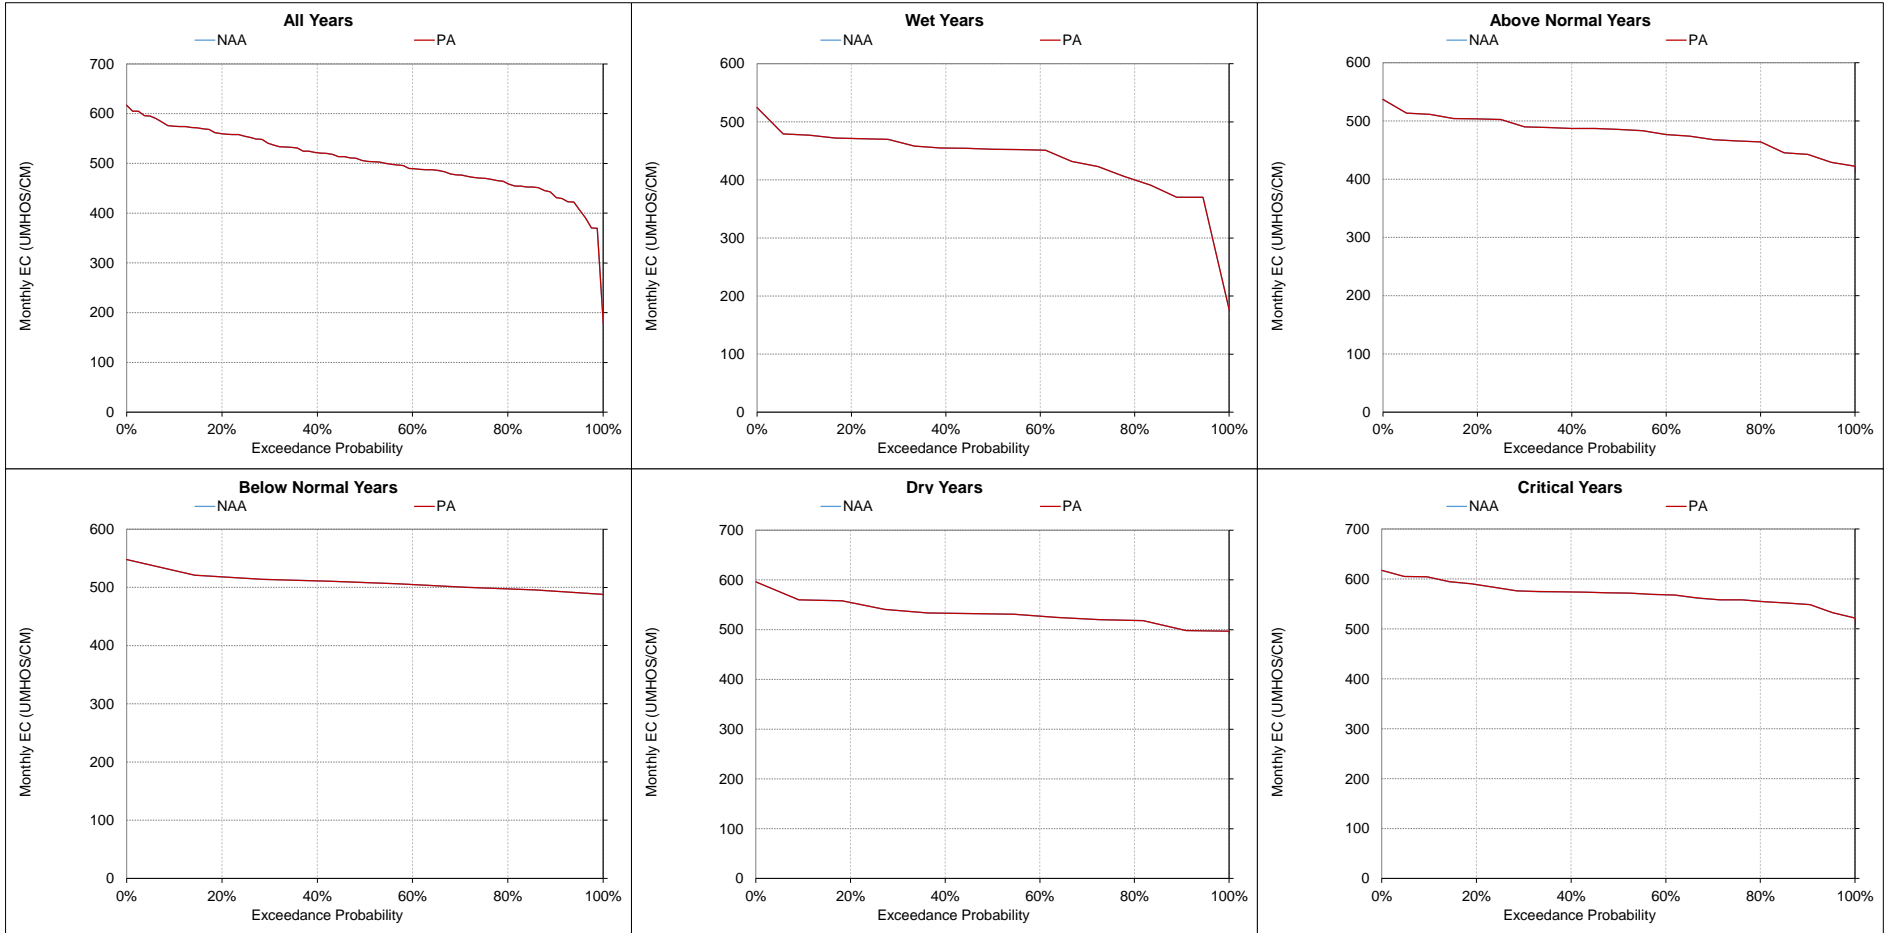 All Years
NAA PA
700
600
500
400
300
200
100
0
0% 20% 40% 60% 80% 100%
Exceedance Probability
Monthly EC (UMHOS/CM)
Wet Years
NAA PA
600
500
400
300
200
100
0
0% 20% 40% 60% 80% 100%
Exceedance Probability
Monthly EC (UMHOS/CM)
Above Normal Years
NAA PA
600
500
400
300
200
100
0
0% 20% 40% 60% 80% 100%
Exceedance Probability
Monthly EC (UMHOS/CM)
Below Normal Years
NAA PA
600
500
400
300
200
100
0
0% 20% 40% 60% 80% 100%
Exceedance Probability
Monthly EC (UMHOS/CM)
Dry Years
NAA PA
700
600
500
400
300
200
100
0
0% 20% 40% 60% 80% 100%
Exceedance Probability
Monthly EC (UMHOS/CM)
Critical Years
NAA PA
700
600
500
400
300
200
100
0
0% 20% 40% 60% 80% 100%
Exceedance Probability
Monthly EC (UMHOS/CM)